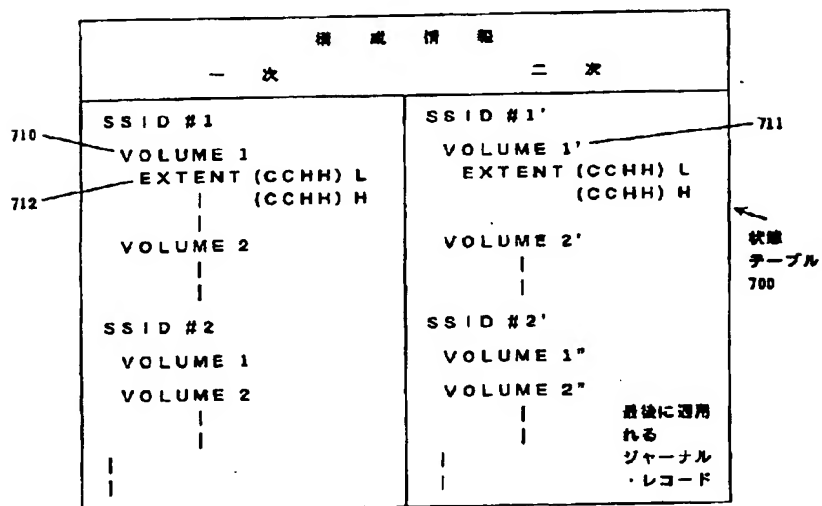 構成情報
一次 二次
SSID #1
VOLUME 1
EXTENT (CCHH) L
(CCHH) H
VOLUME 2
SSID #2
VOLUME 1
VOLUME 2
SSID #1'
VOLUME 1'
EXTENT (CCHH) L
(CCHH) H
VOLUME 2'
SSID #2'
VOLUME 1"
VOLUME 2"
最後に適用
れる
ジャーナル
・レコード
710
712
711
状態
テーブル
700